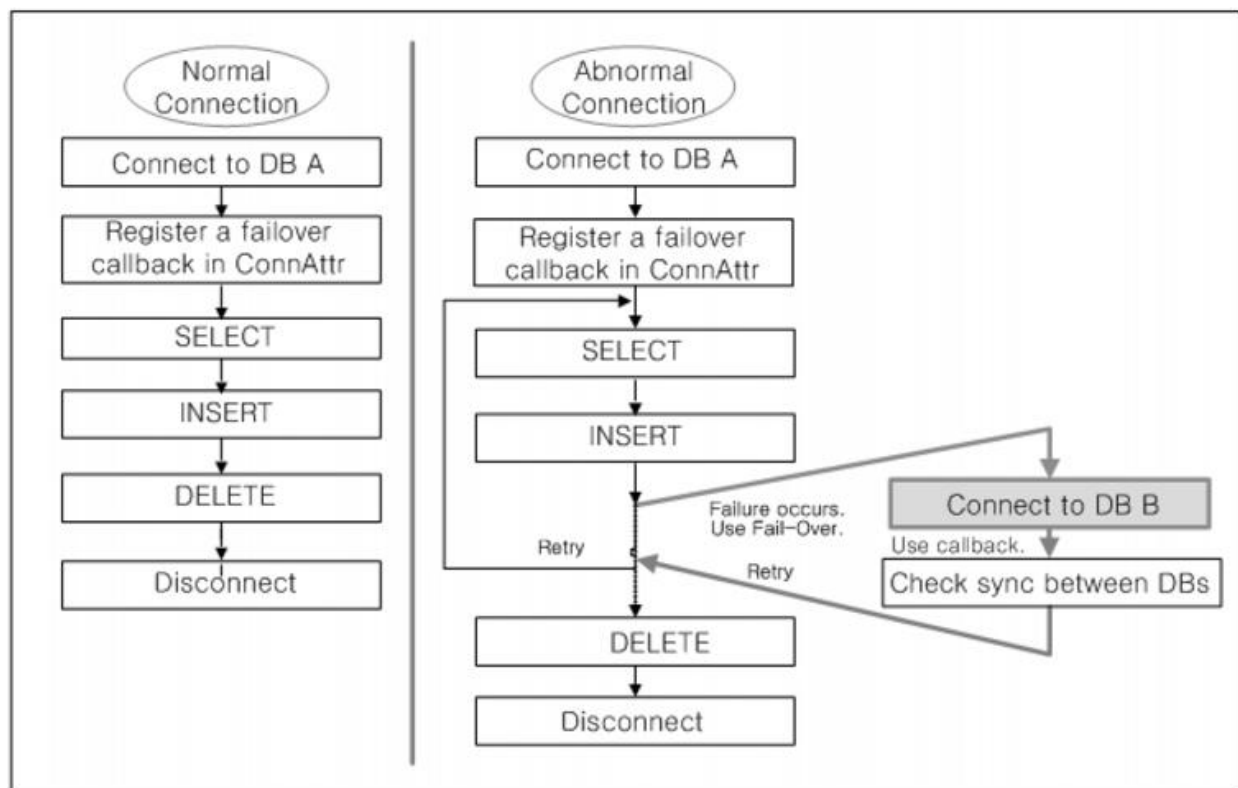 Normal
Connection
Connect to DB A
Register a failover
callback in ConnAttr
SELECT
INSERT
DELETE
Disconnect
Abnormal
Connection
Connect to DB A
Register a failover
callback in ConnAttr
SELECT
INSERT
Failure occurs.
Use Fail-Over.
Connect to DB B
Use callback.
Check sync between DBs
Retry
Retry
DELETE
Disconnect